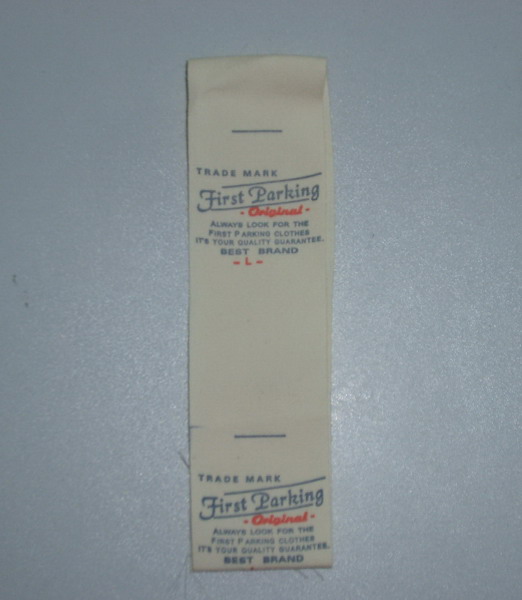 TRADE MARK
First Parking
- Original -
ALWAYS LOOK FOR THE
FIRST PARKING CLOTHES
IT'S YOUR QUALITY GUARANTEE.
BEST BRAND
- L -
TRADE MARK
First Parking
- Original -
ALWAYS LOOK FOR THE
FIRST PARKING CLOTHES
IT'S YOUR QUALITY GUARANTEE.
BEST BRAND